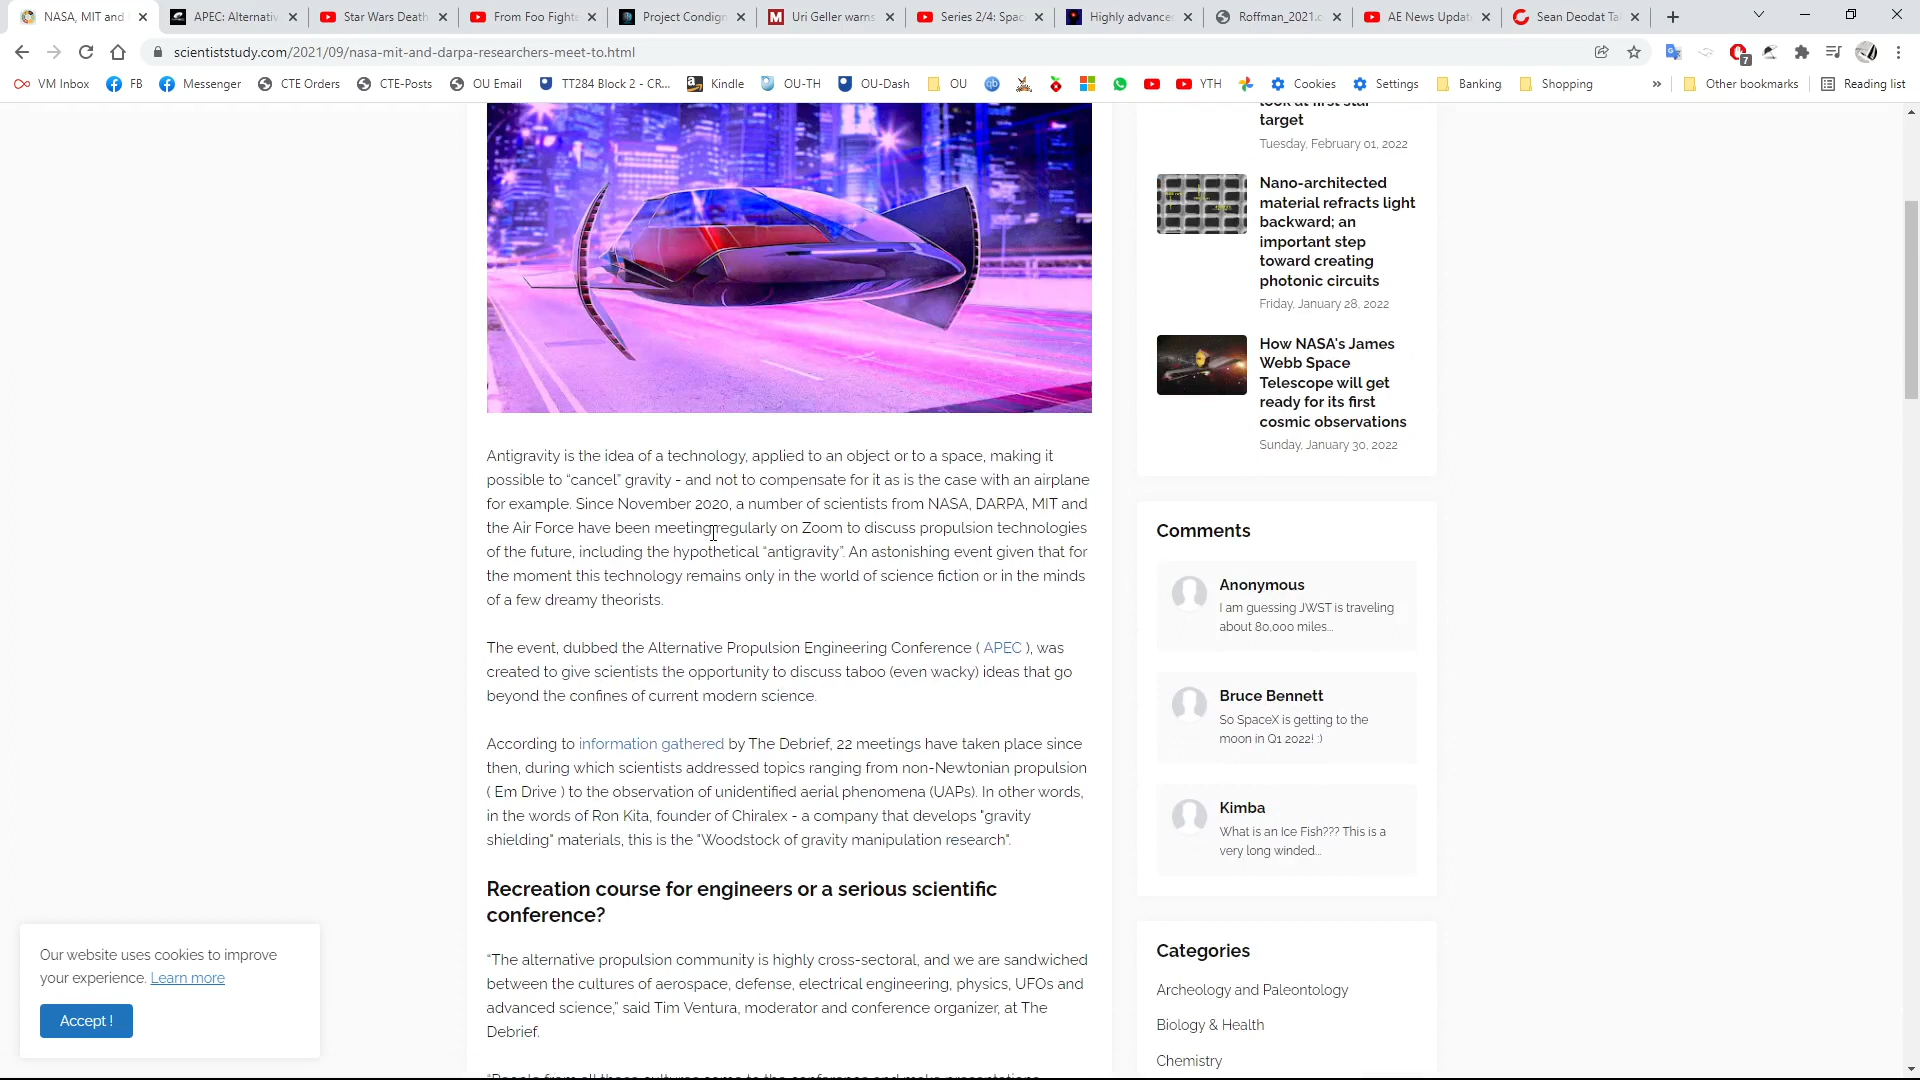 NASA, MIT and
APEC: Alternativ
Star Wars Death
From Foo Fighte
Project Condign
Uri Geller warns
Series 2/4: Spac
Highly advance
Roffman_2021.c
AE News Updat
Sean Deodat Ta
scientiststudy.com/2021/09/nasa-mit-and-darpa-researchers-meet-to.html
7
VM Inbox
FB
Messenger
CTE Orders
CTE-Posts
OU Email
TT284 Block 2 - CR...
Kindle
OU-TH
OU-Dash
OU
YTH
Cookies
Settings
Banking
Shopping
»
Other bookmarks
Reading list
look at first star
target
Tuesday, February 01, 2022
Nano-architected
material refracts light
backward; an
important step
toward creating
photonic circuits
Friday, January 28, 2022
How NASA's James
Webb Space
Telescope will get
ready for its first
cosmic observations
Sunday, January 30, 2022
Antigravity is the idea of a technology, applied to an object or to a space, making it
possible to “cancel” gravity - and not to compensate for it as is the case with an airplane
for example. Since November 2020, a number of scientists from NASA, DARPA, MIT and
the Air Force have been meeting regularly on Zoom to discuss propulsion technologies
of the future, including the hypothetical “antigravity”. An astonishing event given that for
the moment this technology remains only in the world of science fiction or in the minds
of a few dreamy theorists.
The event, dubbed the Alternative Propulsion Engineering Conference ( APEC ), was
created to give scientists the opportunity to discuss taboo (even wacky) ideas that go
beyond the confines of current modern science.
According to information gathered by The Debrief, 22 meetings have taken place since
then, during which scientists addressed topics ranging from non-Newtonian propulsion
( Em Drive ) to the observation of unidentified aerial phenomena (UAPs). In other words,
in the words of Ron Kita, founder of Chiralex - a company that develops "gravity
shielding" materials, this is the "Woodstock of gravity manipulation research".
Recreation course for engineers or a serious scientific
conference?
“The alternative propulsion community is highly cross-sectoral, and we are sandwiched
between the cultures of aerospace, defense, electrical engineering, physics, UFOs and
advanced science,” said Tim Ventura, moderator and conference organizer, at The
Debrief.
“People from all these cultures come to the conference and make presentations
Comments
Anonymous
I am guessing JWST is traveling
about 80,000 miles...
Bruce Bennett
So SpaceX is getting to the
moon in Q1 2022! :)
Kimba
What is an Ice Fish??? This is a
very long winded...
Categories
Archeology and Paleontology
Biology & Health
Chemistry
Our website uses cookies to improve
your experience. Learn more
Accept !